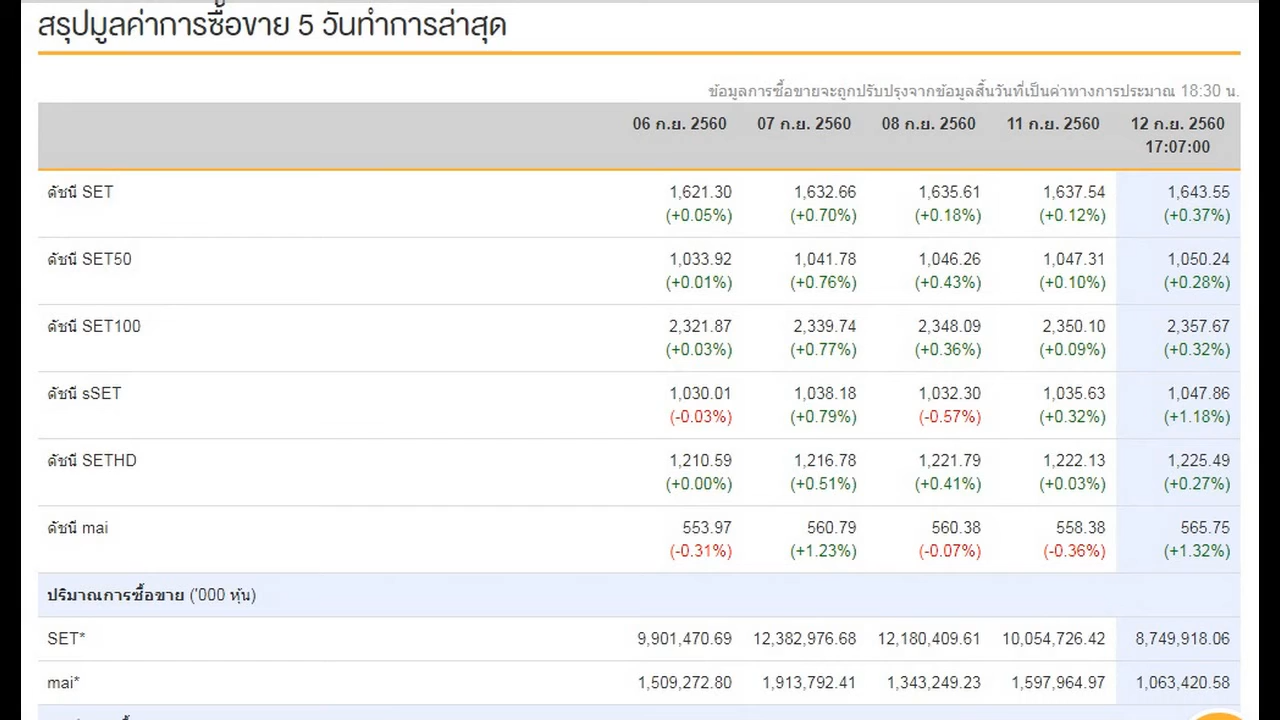 สรุปมูลค่าการซื้อขาย 5 วันทำการล่าสุด
ข้อมูลการซื้อขายจะถูกปรับปรุงจากข้อมูลสิ้นวันที่เป็นค่าทางการประมาณ 18:30 น.
06 ก.ย. 2560 07 ก.ย. 2560 08 ก.ย. 2560 11 ก.ย. 2560 12 ก.ย. 2560
17:07:00
ดัชนี SET 1,621.30 1,632.66 1,635.61 1,637.54 1,643.55
(+0.05%) (+0.70%) (+0.18%) (+0.12%) (+0.37%)
ดัชนี SET50 1,033.92 1,041.78 1,046.26 1,047.31 1,050.24
(+0.01%) (+0.76%) (+0.43%) (+0.10%) (+0.28%)
ดัชนี SET100 2,321.87 2,339.74 2,348.09 2,350.10 2,357.67
(+0.03%) (+0.77%) (+0.36%) (+0.09%) (+0.32%)
ดัชนี sSET 1,030.01 1,038.18 1,032.30 1,035.63 1,047.86
(-0.03%) (+0.79%) (-0.57%) (+0.32%) (+1.18%)
ดัชนี SETHD 1,210.59 1,216.78 1,221.79 1,222.13 1,225.49
(+0.00%) (+0.51%) (+0.41%) (+0.03%) (+0.27%)
ดัชนี mai 553.97 560.79 560.38 558.38 565.75
(-0.31%) (+1.23%) (-0.07%) (-0.36%) (+1.32%)
ปริมาณการซื้อขาย ('000 หุ้น)
SET* 9,901,470.69 12,382,976.68 12,180,409.61 10,054,726.42 8,749,918.06
mai* 1,509,272.80 1,913,792.41 1,343,249.23 1,597,964.97 1,063,420.58